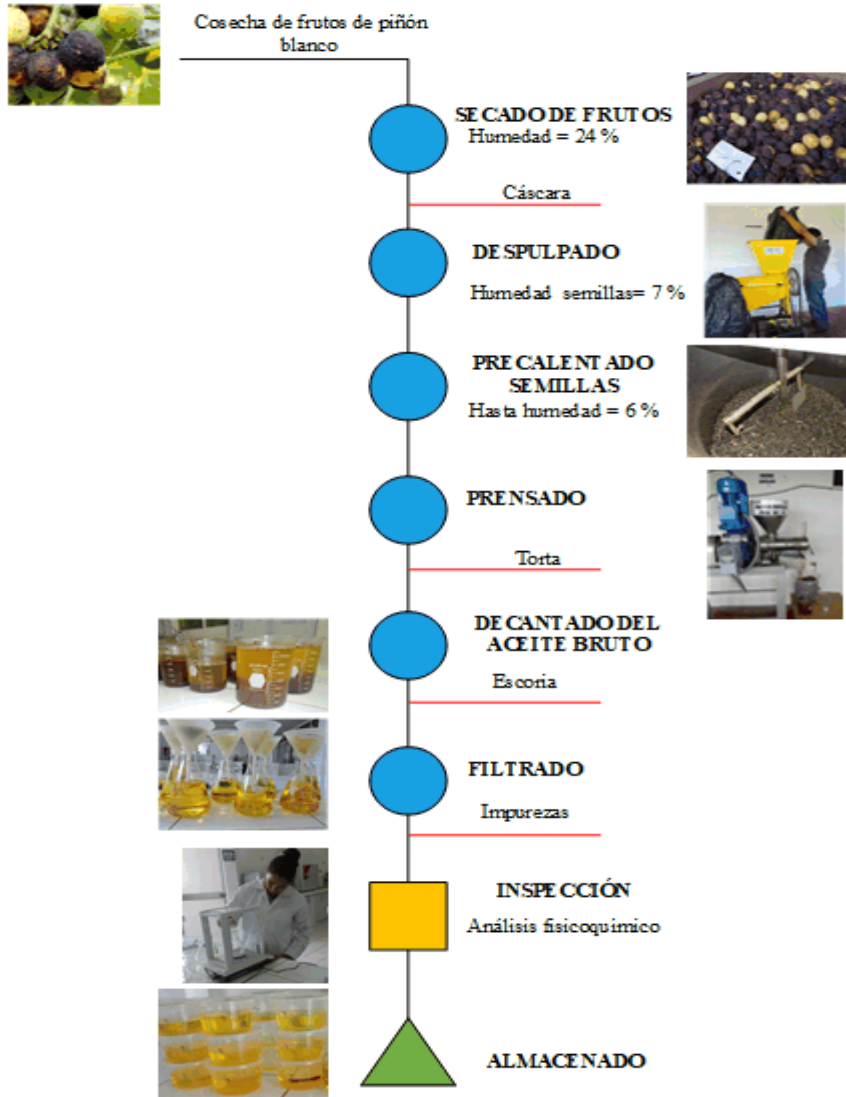 Cosecha de frutos de piñón
blanco
SECADO DE FRUTOS
Humedad = 24 %
Cáscara
DESPULPADO
Humedad semillas= 7 %
PRECALENTADO
SEMILLAS
Hasta humedad = 6 %
PRENSADO
Torta
DECANTADO DEL
ACEITE BRUTO
Escoria
FILTRADO
Impurezas
INSPECCIÓN
Análisis fisicoquimico
ALMACENADO